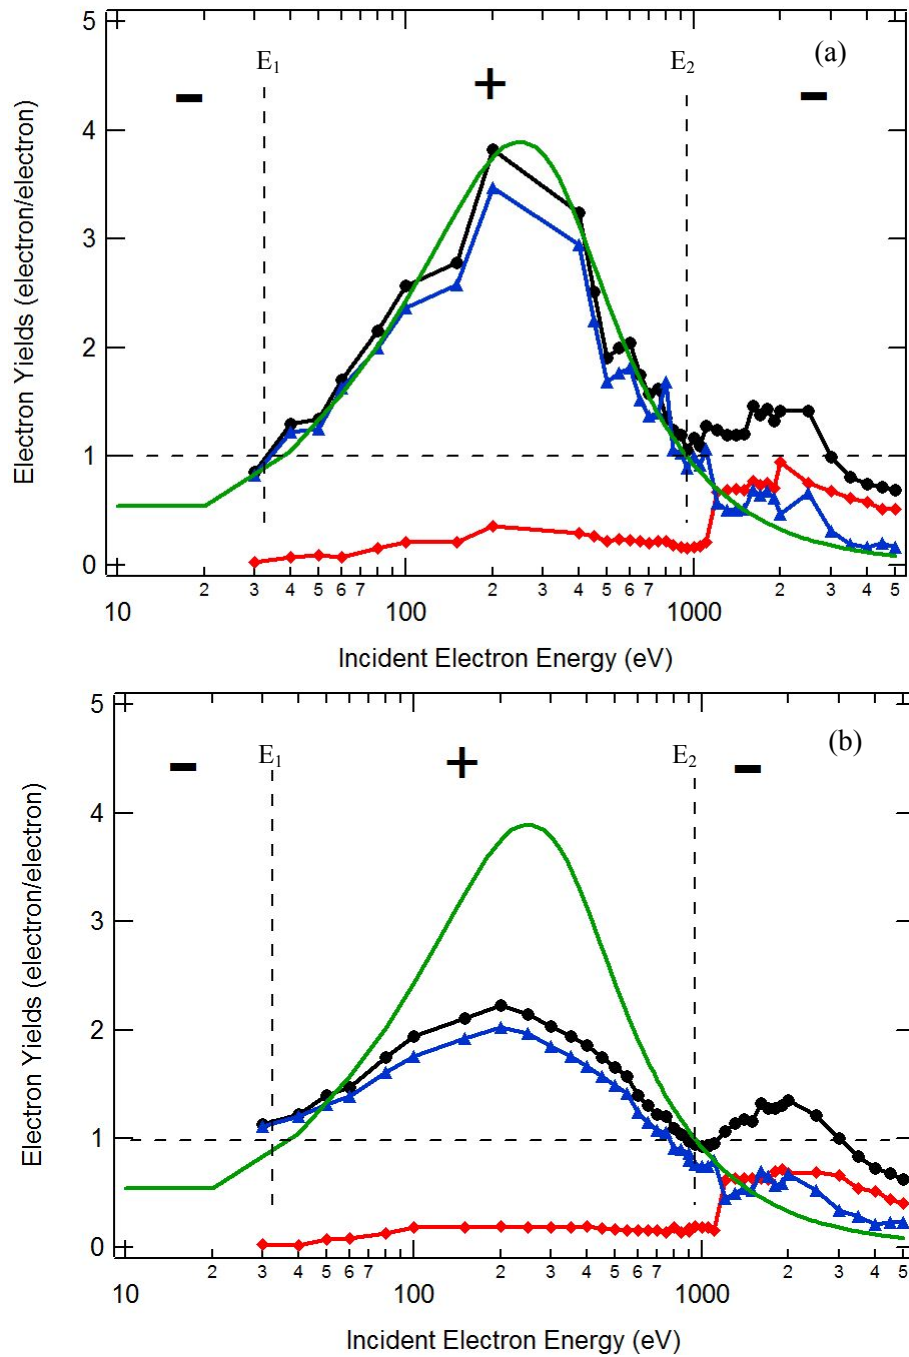 5
E₁
E₂
(a)
− + −
4
3
2
1
0
Electron Yields (electron/electron)
10 2 3 4 5 6 7 100 2 3 4 5 6 7 1000 2 3 4 5
Incident Electron Energy (eV)
5
E₁
E₂
(b)
− + −
4
3
2
1
0
Electron Yields (electron/electron)
10 2 3 4 5 6 7 100 2 3 4 5 6 7 1000 2 3 4 5
Incident Electron Energy (eV)